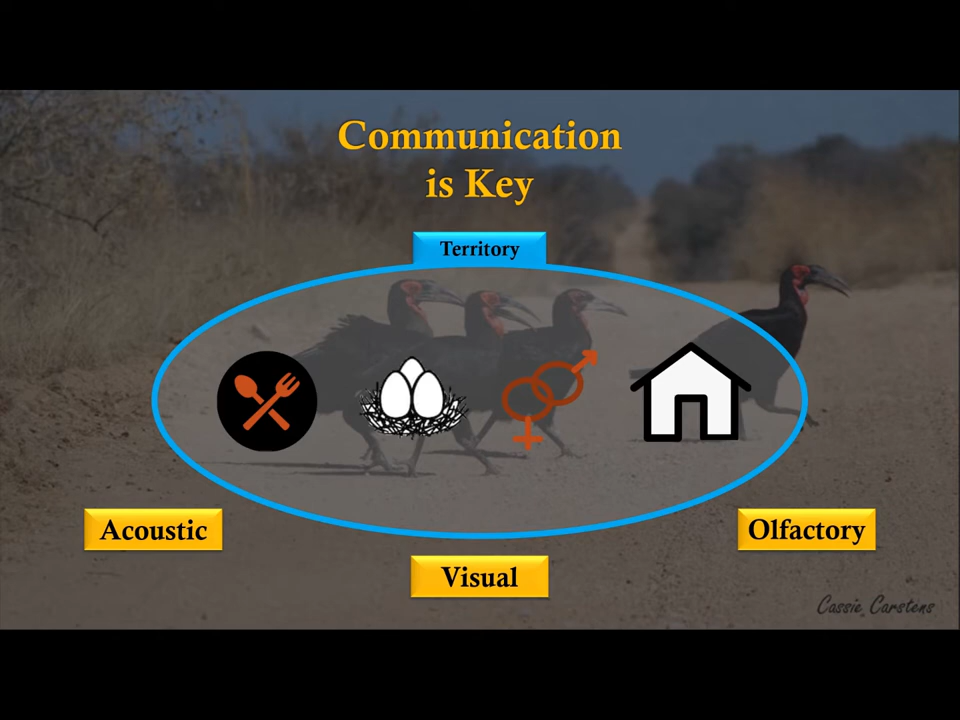 Communication
is Key
Territory
Acoustic
Olfactory
Visual
Cassie Carstens